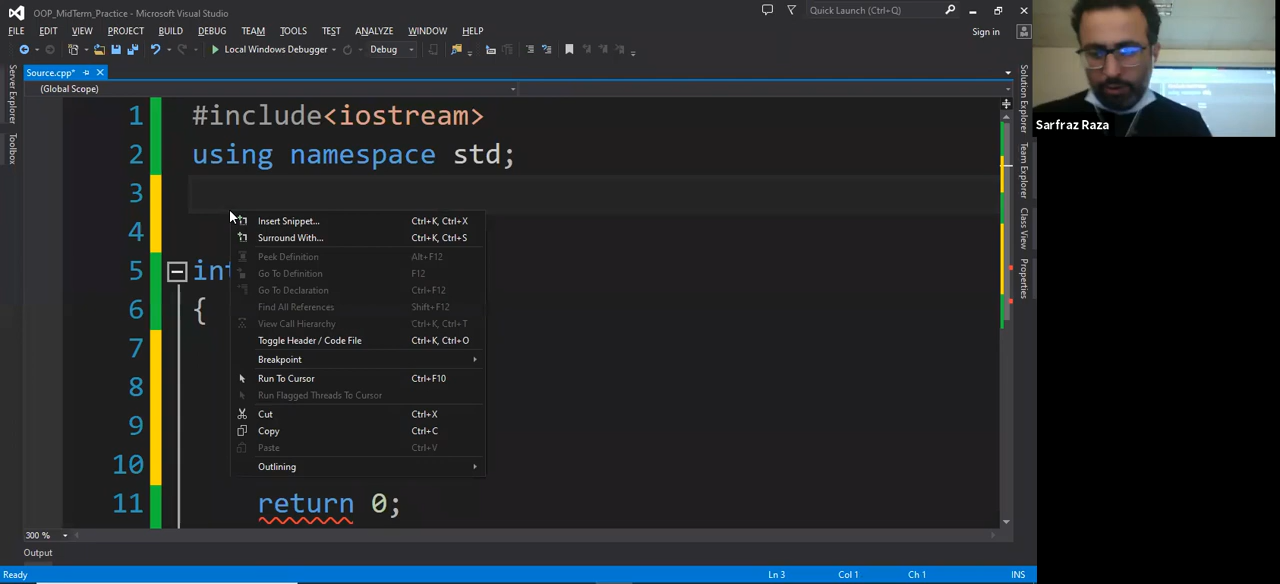 OOP_MidTerm_Practice - Microsoft Visual Studio
Quick Launch (Ctrl+Q)
FILE EDIT VIEW PROJECT BUILD DEBUG TEAM TOOLS TEST ANALYZE WINDOW HELP
Sign in
Local Windows Debugger
Debug
Source.cpp*
(Global Scope)
Server Explorer
Toolbox
Solution Explorer
Team Explorer
Class View
Properties
Sarfraz Raza
1 #include<iostream>
2 using namespace std;
3
4
5 int
6 {
7
8
9
10
11 return 0;
Insert Snippet... Ctrl+K, Ctrl+X
Surround With... Ctrl+K, Ctrl+S
Peek Definition Alt+F12
Go To Definition F12
Go To Declaration Ctrl+F12
Find All References Shift+F12
View Call Hierarchy Ctrl+K, Ctrl+T
Toggle Header / Code File Ctrl+K, Ctrl+O
Breakpoint
Run To Cursor Ctrl+F10
Run Flagged Threads To Cursor
Cut Ctrl+X
Copy Ctrl+C
Paste Ctrl+V
Outlining
300 %
Output
Ready Ln 3 Col 1 Ch 1 INS